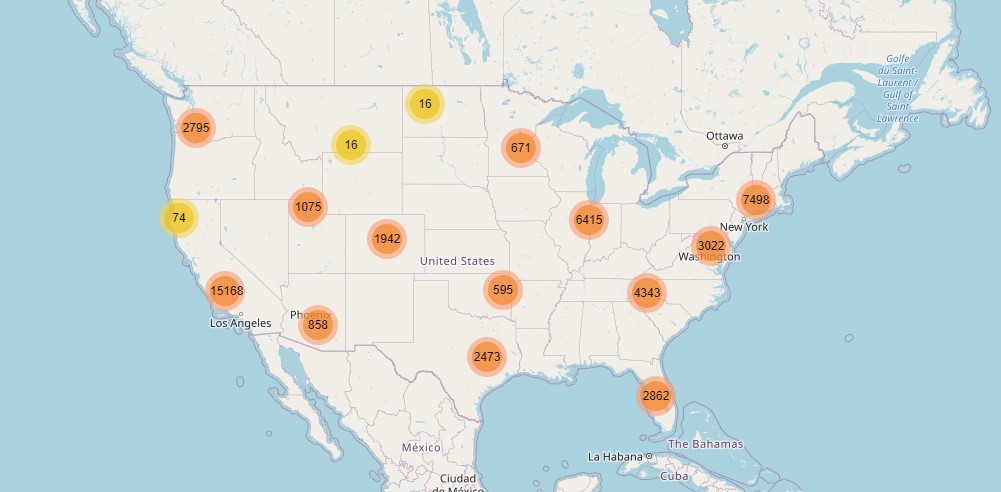 Golfe
du Saint-
Laurent /
Gulf of
Saint
Lawrence
16
2795
Ottawa
16
671
7498
1075
74
6415
New York
1942
3022
Washington
United States
15168
595
4343
Los Angeles
Phoenix
858
2473
2862
México
The Bahamas
La Habana
Cuba
Ciudad
de México